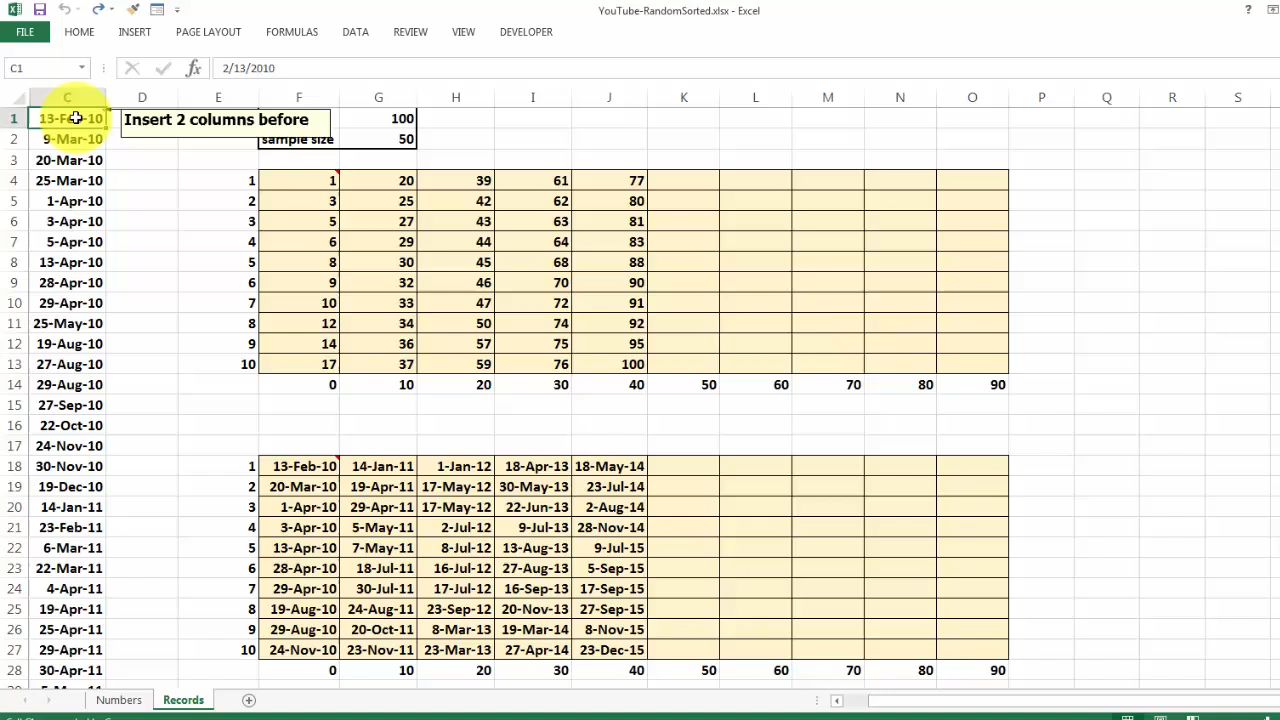 YouTube-RandomSorted.xlsx - Excel
?
FILE HOME INSERT PAGE LAYOUT FORMULAS DATA REVIEW VIEW DEVELOPER
C1 fx 2/13/2010
C D E F G H I J K L M N O P Q R S
1 13-Feb-10 Insert 2 columns before 100
2 9-Mar-10 sample size 50
3 20-Mar-10
4 25-Mar-10 1 1 20 39 61 77
5 1-Apr-10 2 3 25 42 62 80
6 3-Apr-10 3 5 27 43 63 81
7 5-Apr-10 4 6 29 44 64 83
8 13-Apr-10 5 8 30 45 68 88
9 28-Apr-10 6 9 32 46 70 90
10 29-Apr-10 7 10 33 47 72 91
11 25-May-10 8 12 34 50 74 92
12 19-Aug-10 9 14 36 57 75 95
13 27-Aug-10 10 17 37 59 76 100
14 29-Aug-10 0 10 20 30 40 50 60 70 80 90
15 27-Sep-10
16 22-Oct-10
17 24-Nov-10
18 30-Nov-10 1 13-Feb-10 14-Jan-11 1-Jan-12 18-Apr-13 18-May-14
19 19-Dec-10 2 20-Mar-10 19-Apr-11 17-May-12 30-May-13 23-Jul-14
20 14-Jan-11 3 1-Apr-10 29-Apr-11 17-May-12 22-Jun-13 2-Aug-14
21 23-Feb-11 4 3-Apr-10 5-May-11 2-Jul-12 9-Jul-13 28-Nov-14
22 6-Mar-11 5 13-Apr-10 7-May-11 8-Jul-12 13-Aug-13 9-Jul-15
23 22-Mar-11 6 28-Apr-10 18-Jul-11 16-Jul-12 27-Aug-13 5-Sep-15
24 4-Apr-11 7 29-Apr-10 30-Jul-11 17-Jul-12 16-Sep-13 17-Sep-15
25 19-Apr-11 8 19-Aug-10 24-Aug-11 23-Sep-12 20-Nov-13 27-Sep-15
26 25-Apr-11 9 29-Aug-10 20-Oct-11 8-Mar-13 19-Mar-14 8-Nov-15
27 29-Apr-11 10 24-Nov-10 23-Nov-11 23-Mar-13 27-Apr-14 23-Dec-15
28 30-Apr-11 0 10 20 30 40 50 60 70 80 90
Numbers Records